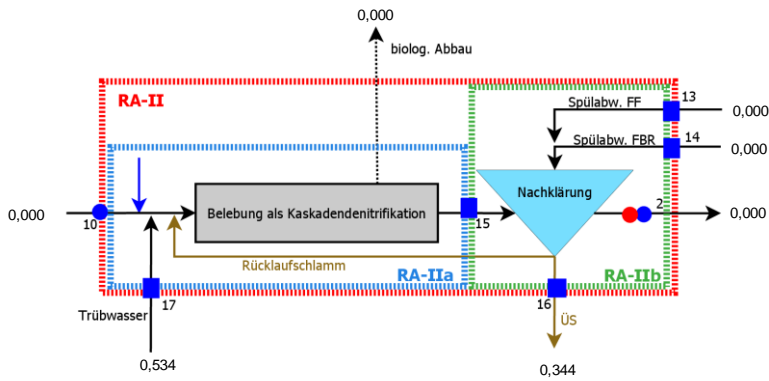 0,000
biolog. Abbau
RA-II
13
Spülabw. FF
0,000
14
Spülabw. FBR
0,000
Nachklärung
0,000
10
Belebung als Kaskadendenitrifikation
15
2
0,000
Rücklaufschlamm
RA-IIa
RA-IIb
17
16
Trübwasser
ÜS
0,534
0,344